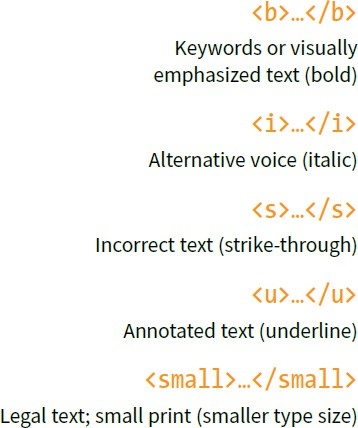 <b>…</b>
Keywords or visually
emphasized text (bold)
<i>…</i>
Alternative voice (italic)
<s>…</s>
Incorrect text (strike-through)
<u>…</u>
Annotated text (underline)
<small>…</small>
Legal text; small print (smaller type size)